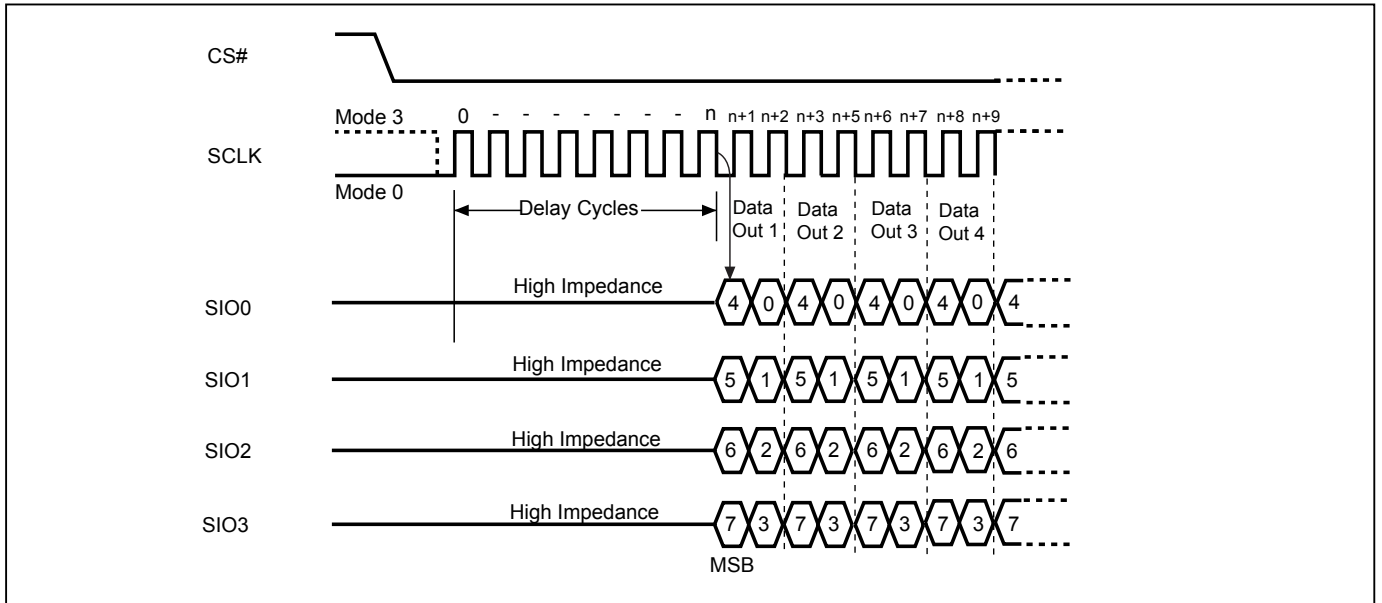 CS#
Mode 3
0 - - - - - - - n n+1 n+2 n+3 n+5 n+6 n+7 n+8 n+9
SCLK
Mode 0
Delay Cycles
Data Out 1
Data Out 2
Data Out 3
Data Out 4
High Impedance
SIO0
4 0 4 0 4 0 4 0 4
High Impedance
SIO1
5 1 5 1 5 1 5 1 5
High Impedance
SIO2
6 2 6 2 6 2 6 2 6
High Impedance
SIO3
7 3 7 3 7 3 7 3 7
MSB